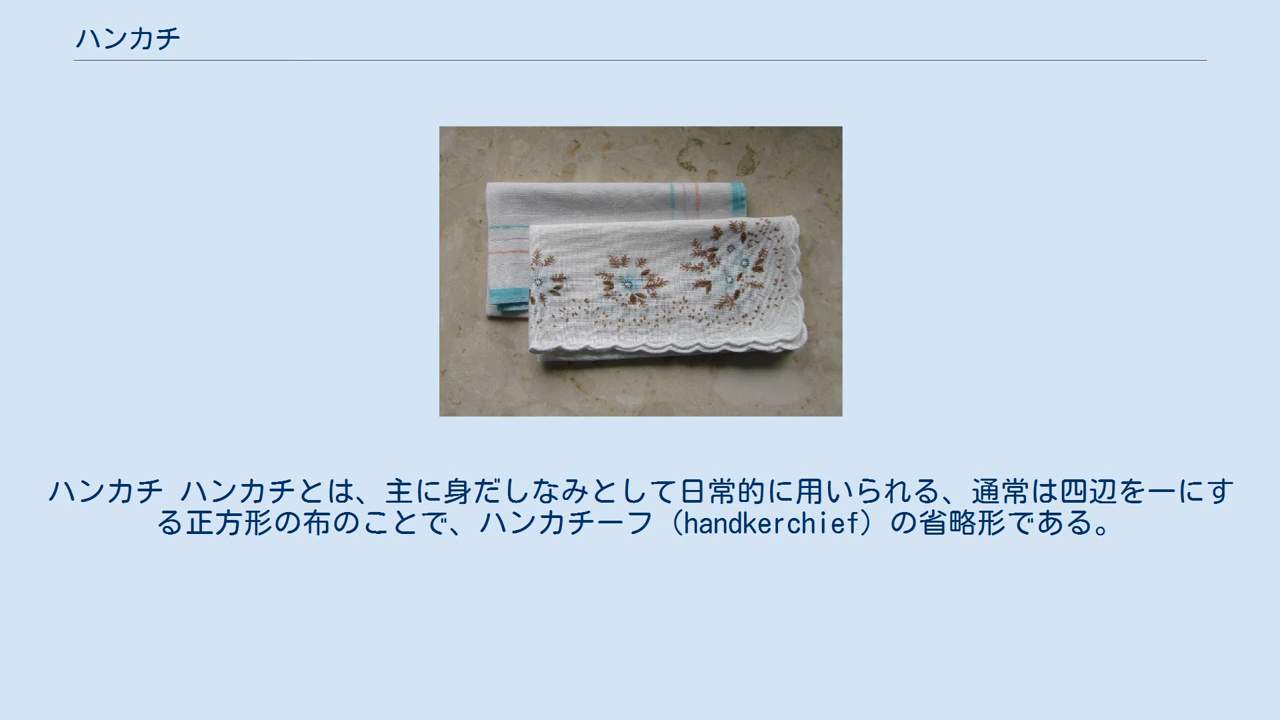 ハンカチ
ハンカチ ハンカチとは、主に身だしなみとして日常的に用いられる、通常は四辺を一にす
る正方形の布のことで、ハンカチーフ（handkerchief）の省略形である。